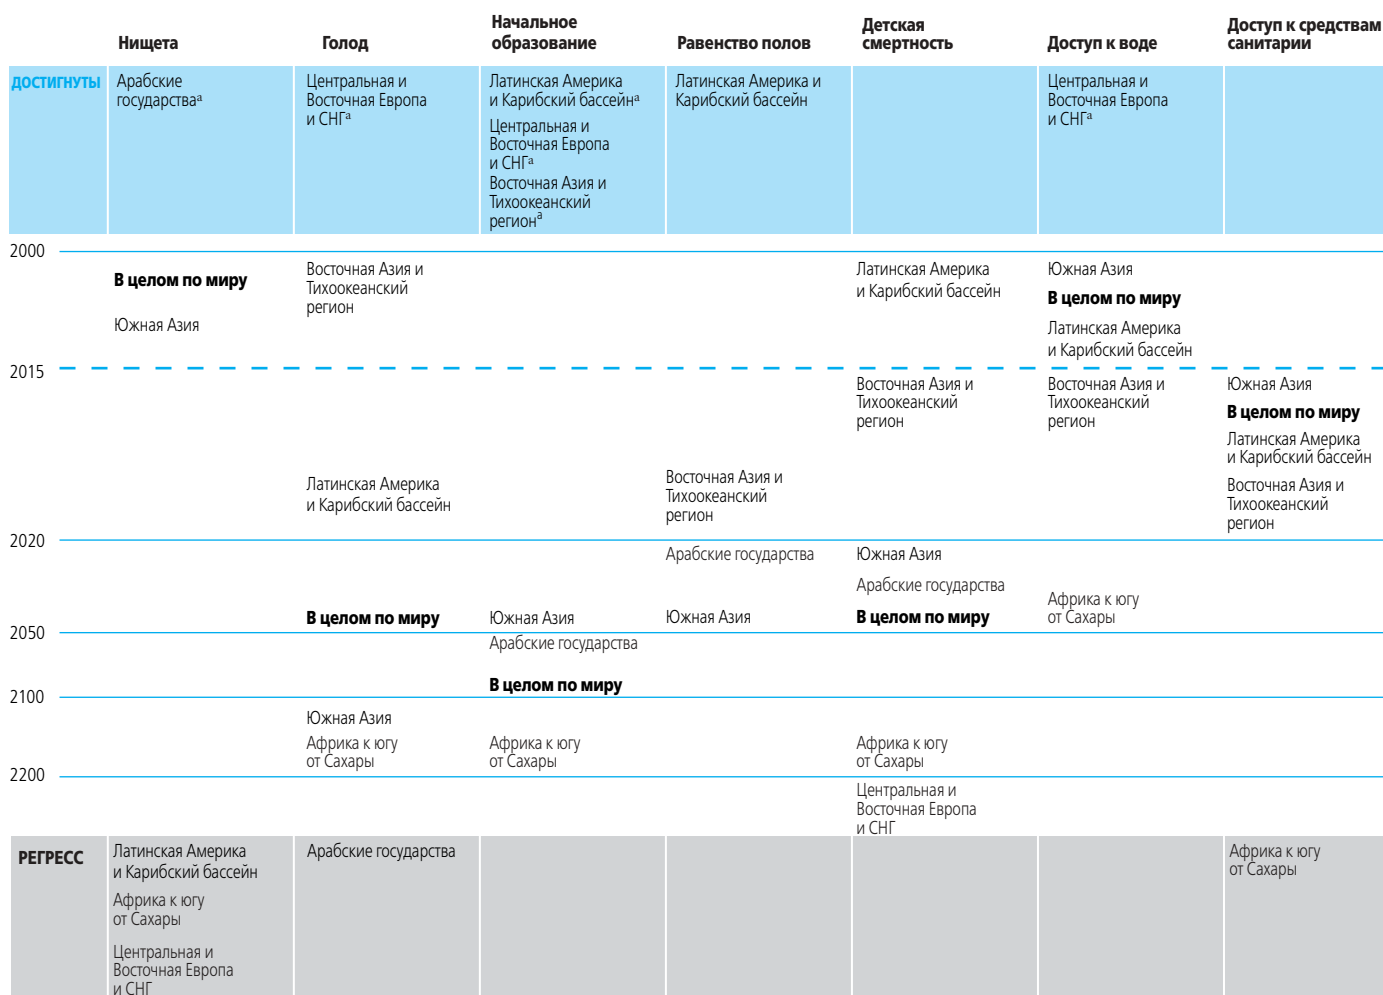 Нищета
Голод
Начальное
образование
Равенство полов
Детская
смертность
Доступ к воде
Доступ к средствам
санитарии
ДОСТИГНУТЫ
Арабские
государстваᵃ
Центральная и
Восточная Европа
и СНГᵃ
Латинская Америка
и Карибский бассейнᵃ
Центральная и
Восточная Европа
и СНГᵃ
Восточная Азия и
Тихоокеанский
регионᵃ
Латинская Америка и
Карибский бассейн
Центральная и
Восточная Европа
и СНГᵃ
2000
В целом по миру
Южная Азия
Восточная Азия и
Тихоокеанский
регион
Латинская Америка
и Карибский бассейн
Южная Азия
В целом по миру
Латинская Америка
и Карибский бассейн
2015
Латинская Америка
и Карибский бассейн
Восточная Азия и
Тихоокеанский
регион
Восточная Азия и
Тихоокеанский
регион
Восточная Азия и
Тихоокеанский
регион
Южная Азия
В целом по миру
Латинская Америка
и Карибский бассейн
Восточная Азия и
Тихоокеанский
регион
2020
В целом по миру
Южная Азия
Арабские государства
Южная Азия
Южная Азия
Арабские государства
В целом по миру
Африка к югу
от Сахары
2050
Арабские государства
В целом по миру
2100
Южная Азия
Африка к югу
от Сахары
Африка к югу
от Сахары
Африка к югу
от Сахары
2200
Центральная и
Восточная Европа
и СНГ
РЕГРЕСС
Латинская Америка
и Карибский бассейн
Африка к югу
от Сахары
Центральная и
Восточная Европа
и СНГ
Арабские государства
Африка к югу
от Сахары